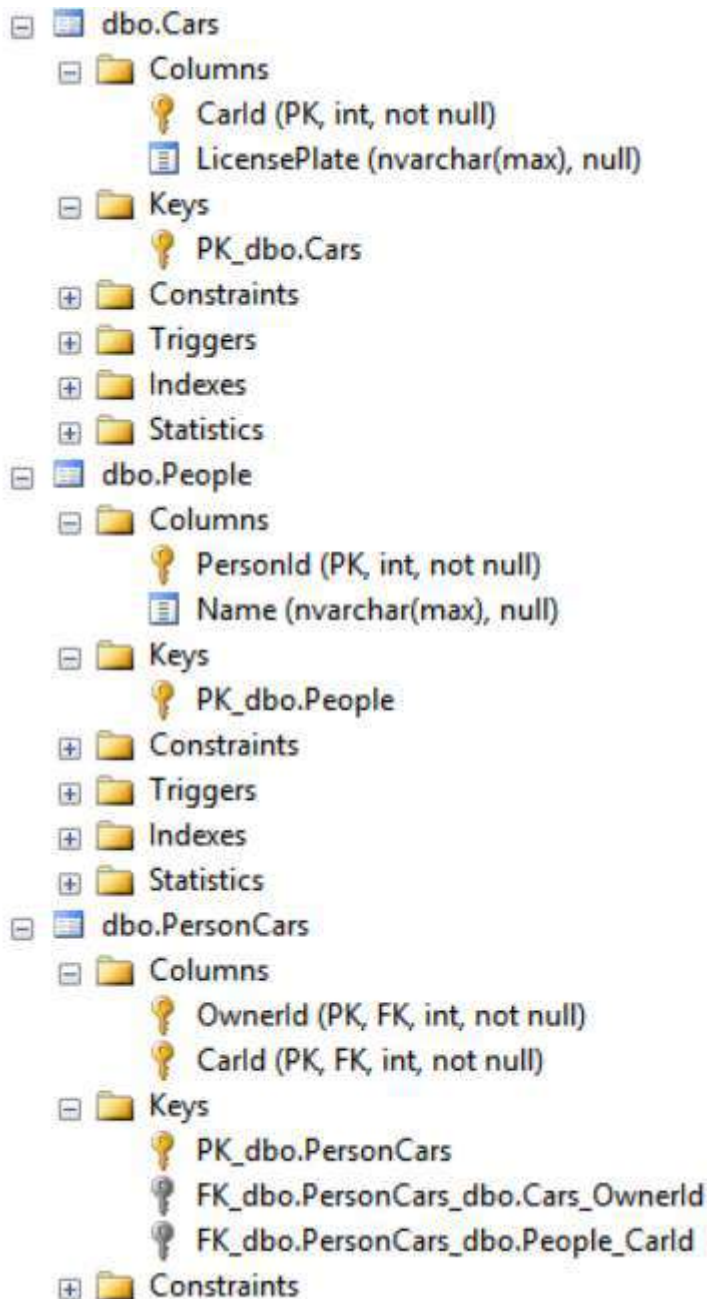 dbo.Cars
Columns
CarId (PK, int, not null)
LicensePlate (nvarchar(max), null)
Keys
PK_dbo.Cars
Constraints
Triggers
Indexes
Statistics
dbo.People
Columns
PersonId (PK, int, not null)
Name (nvarchar(max), null)
Keys
PK_dbo.People
Constraints
Triggers
Indexes
Statistics
dbo.PersonCars
Columns
OwnerId (PK, FK, int, not null)
CarId (PK, FK, int, not null)
Keys
PK_dbo.PersonCars
FK_dbo.PersonCars_dbo.Cars_OwnerId
FK_dbo.PersonCars_dbo.People_CarId
Constraints